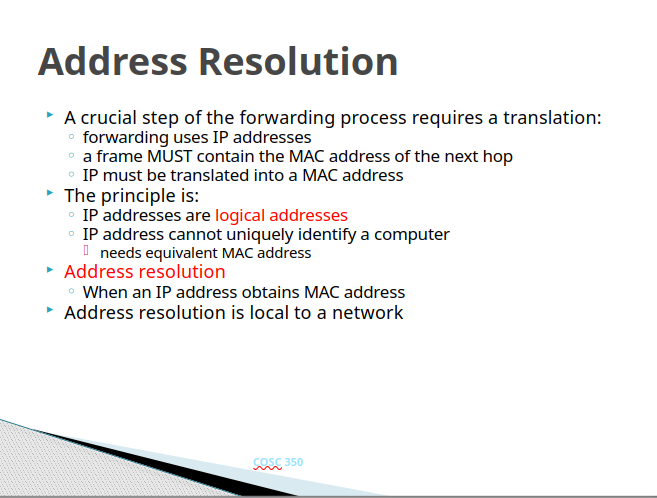 Address Resolution
A crucial step of the forwarding process requires a translation:
forwarding uses IP addresses
a frame MUST contain the MAC address of the next hop
IP must be translated into a MAC address
The principle is:
IP addresses are logical addresses
IP address cannot uniquely identify a computer
needs equivalent MAC address
Address resolution
When an IP address obtains MAC address
Address resolution is local to a network
COSC 350